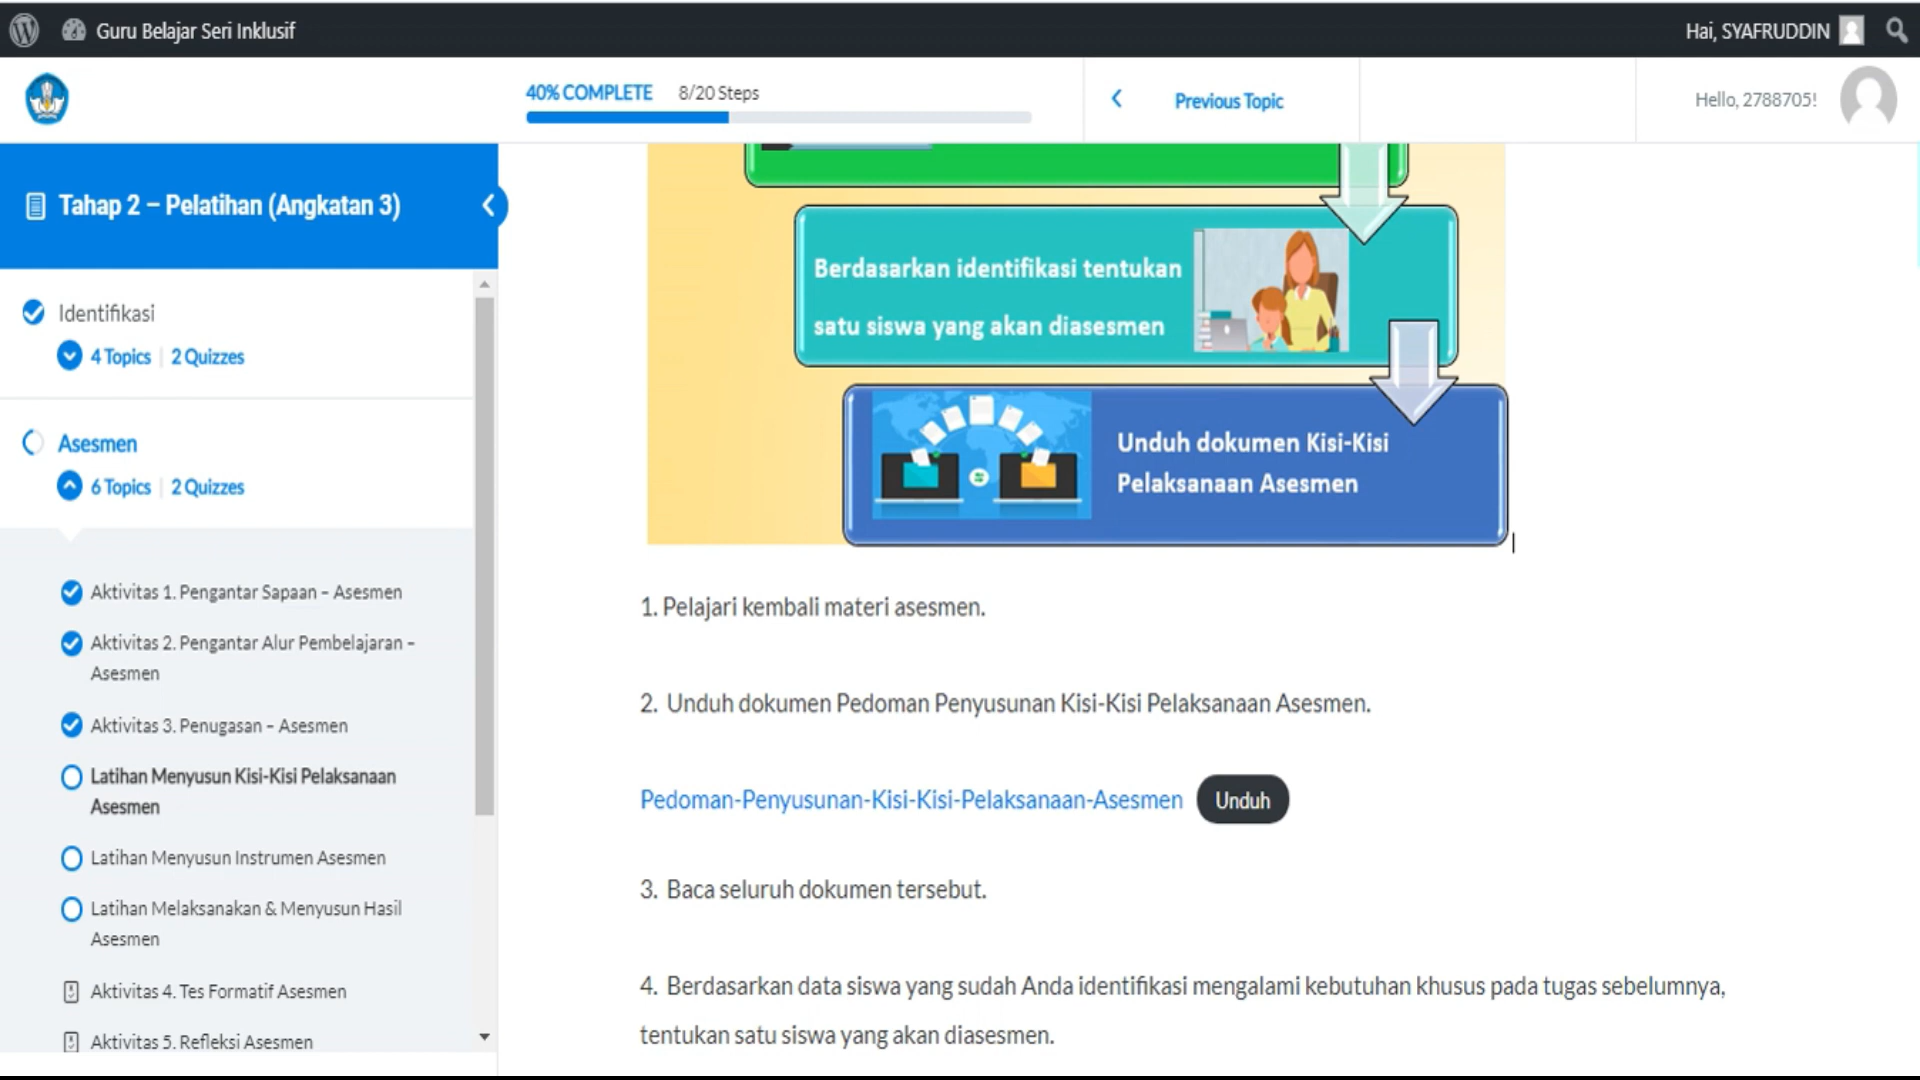 Guru Belajar Seri Inklusif
Hai, SYAFRUDDIN
40% COMPLETE 8/20 Steps
Previous Topic
Hello, 2788705!
Tahap 2 – Pelatihan (Angkatan 3)
Identifikasi
4 Topics | 2 Quizzes
Asesmen
6 Topics | 2 Quizzes
Aktivitas 1. Pengantar Sapaan – Asesmen
Aktivitas 2. Pengantar Alur Pembelajaran –
Asesmen
Aktivitas 3. Penugasan – Asesmen
Latihan Menyusun Kisi-Kisi Pelaksanaan
Asesmen
Latihan Menyusun Instrumen Asesmen
Latihan Melaksanakan & Menyusun Hasil
Asesmen
Aktivitas 4. Tes Formatif Asesmen
Aktivitas 5. Refleksi Asesmen
Berdasarkan identifikasi tentukan
satu siswa yang akan diasesmen
Unduh dokumen Kisi-Kisi
Pelaksanaan Asesmen
1. Pelajari kembali materi asesmen.
2. Unduh dokumen Pedoman Penyusunan Kisi-Kisi Pelaksanaan Asesmen.
Pedoman-Penyusunan-Kisi-Kisi-Pelaksanaan-Asesmen Unduh
3. Baca seluruh dokumen tersebut.
4. Berdasarkan data siswa yang sudah Anda identifikasi mengalami kebutuhan khusus pada tugas sebelumnya,
tentukan satu siswa yang akan diasesmen.